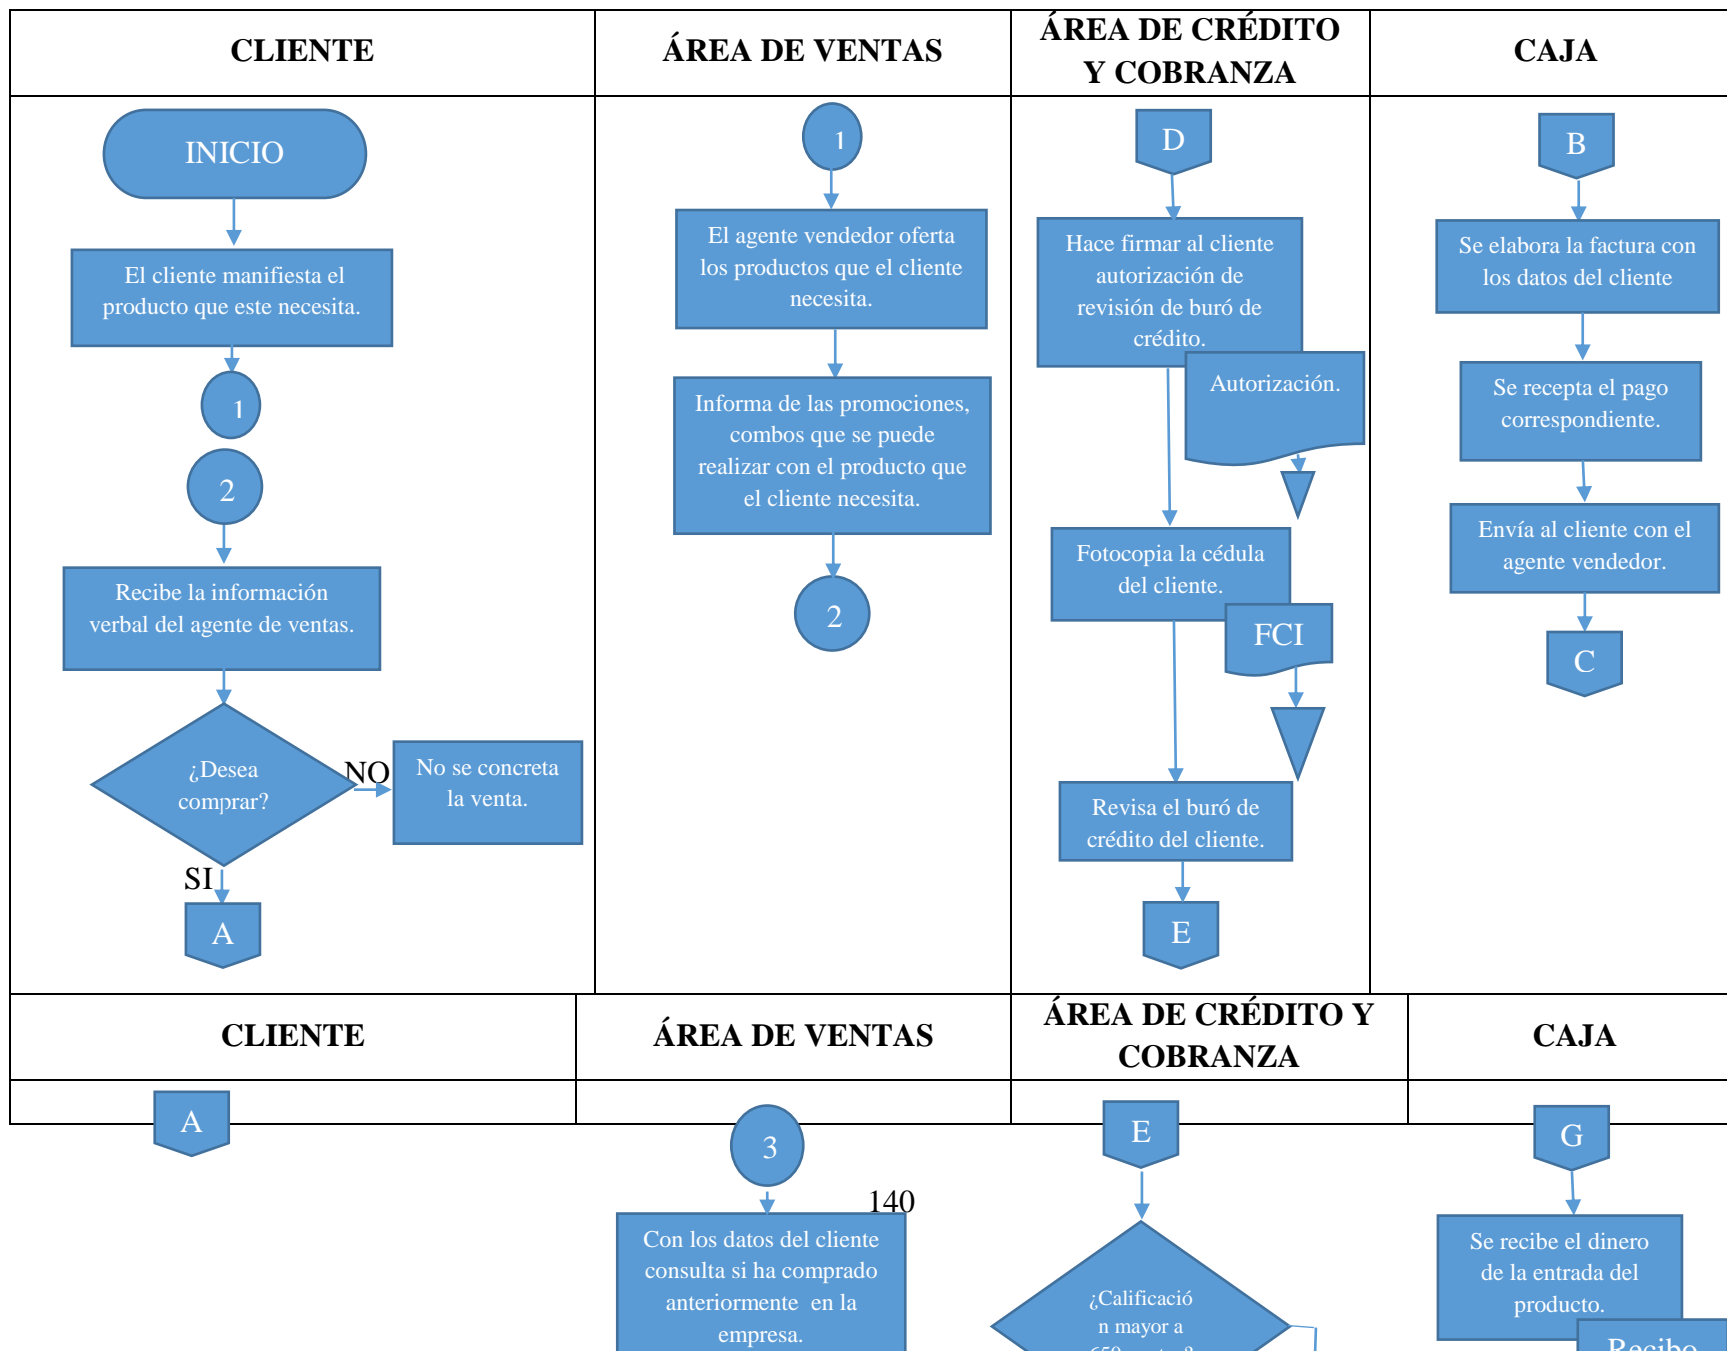 CLIENTE
ÁREA DE VENTAS
ÁREA DE CRÉDITO
Y COBRANZA
CAJA
INICIO
El cliente manifiesta el
producto que este necesita.
1
2
Recibe la información
verbal del agente de ventas.
¿Desea
comprar?
NO
No se concreta
la venta.
SI
A
1
El agente vendedor oferta
los productos que el cliente
necesita.
Informa de las promociones,
combos que se puede
realizar con el producto que
el cliente necesita.
2
D
Hace firmar al cliente
autorización de
revisión de buró de
crédito.
Autorización.
Fotocopia la cédula
del cliente.
FCI
Revisa el buró de
crédito del cliente.
E
B
Se elabora la factura con
los datos del cliente
Se recepta el pago
correspondiente.
Envía al cliente con el
agente vendedor.
C
CLIENTE
ÁREA DE VENTAS
ÁREA DE CRÉDITO Y
COBRANZA
CAJA
A
3
140
Con los datos del cliente
consulta si ha comprado
anteriormente en la
empresa.
E
¿Calificació
n mayor a
G
Se recibe el dinero
de la entrada del
producto.
Recibo